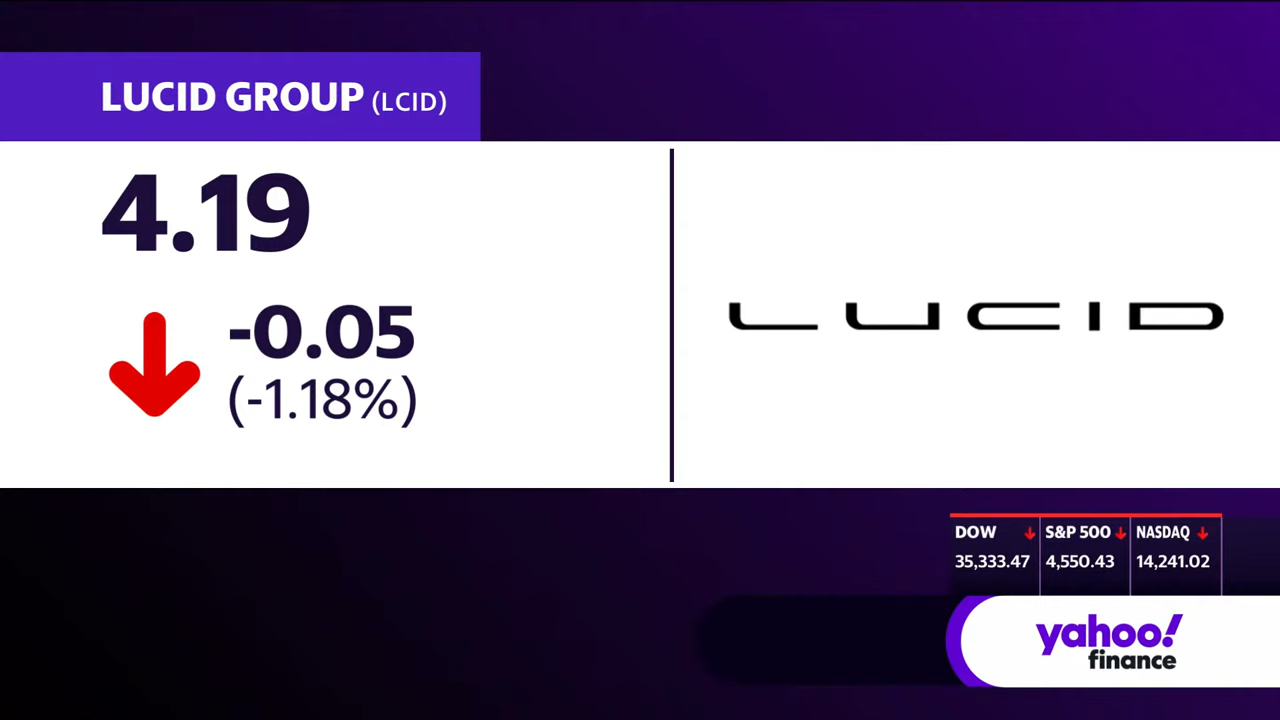 LUCID GROUP (LCID)
4.19
-0.05
(-1.18%)
LUCID
DOW S&P 500 NASDAQ
35,333.47 4,550.43 14,241.02
yahoo!
finance